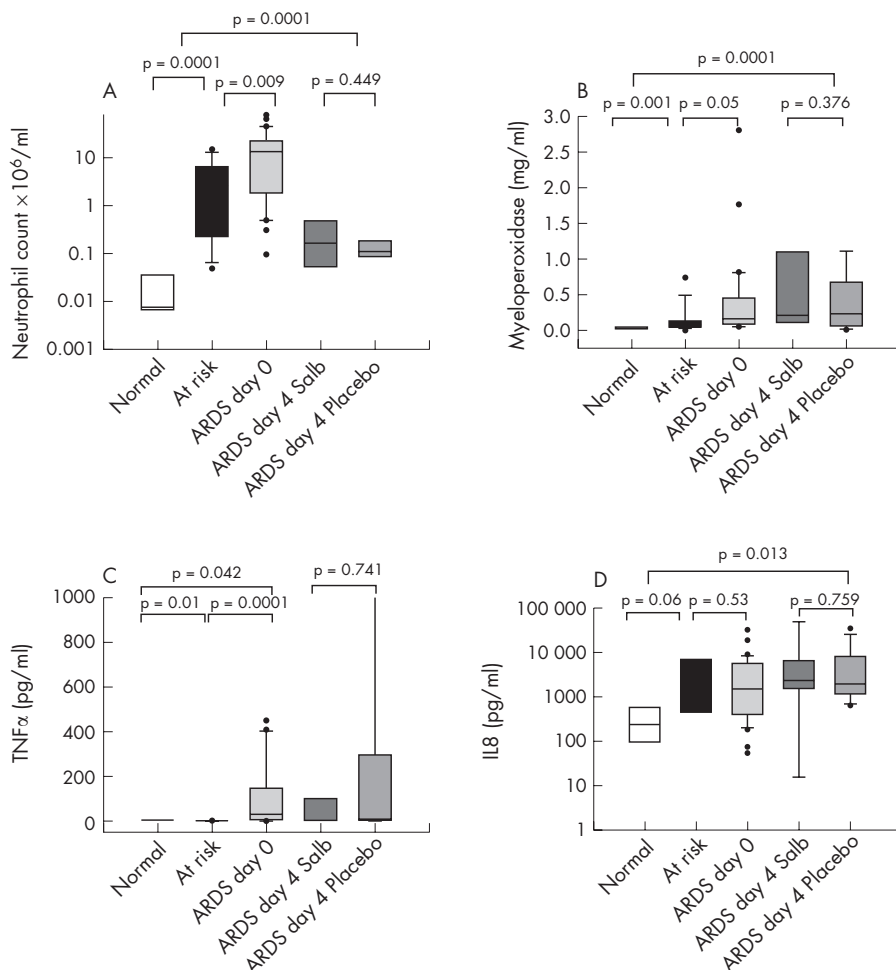 p = 0.0001
p = 0.0001
p = 0.009
p = 0.449
A
Neutrophil count ×10⁶/ml
10
1
0.1
0.01
0.001
Normal
At risk
ARDS day 0
ARDS day 4 Salb
ARDS day 4 Placebo
p = 0.0001
B
p = 0.001
p = 0.05
p = 0.376
Myeloperoxidase (mg/ml)
3.0
2.5
2.0
1.5
1.0
0.5
0.0
Normal
At risk
ARDS day 0
ARDS day 4 Salb
ARDS day 4 Placebo
C
p = 0.042
p = 0.741
p = 0.01
p = 0.0001
TNFα (pg/ml)
1000
800
600
400
200
0
Normal
At risk
ARDS day 0
ARDS day 4 Salb
ARDS day 4 Placebo
p = 0.013
D
p = 0.06
p = 0.53
p = 0.759
IL8 (pg/ml)
100 000
10 000
1000
100
10
1
Normal
At risk
ARDS day 0
ARDS day 4 Salb
ARDS day 4 Placebo